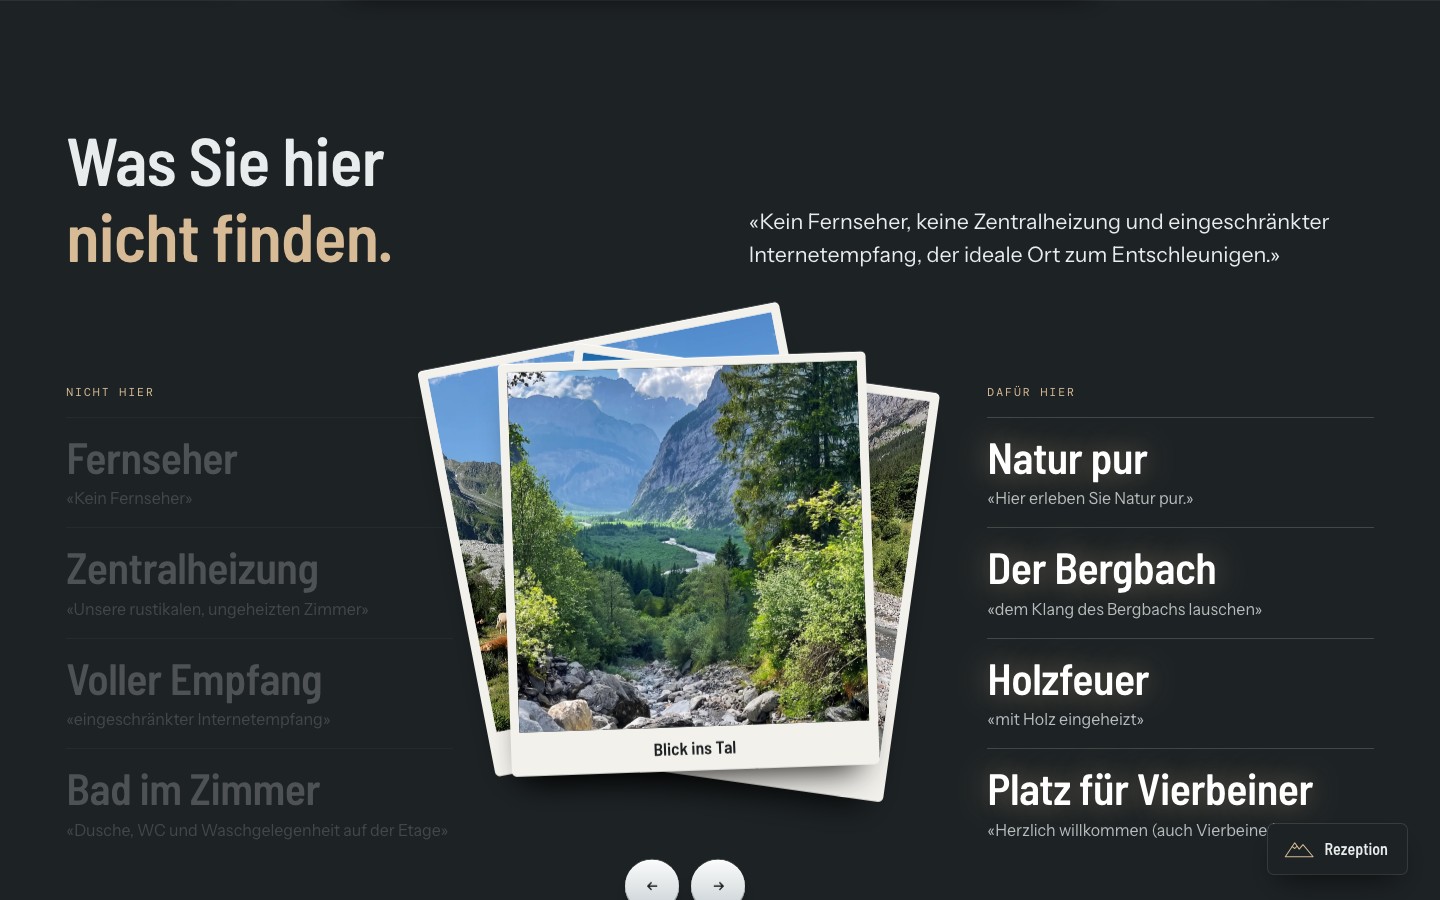 Was Sie hier
nicht finden.
«Kein Fernseher, keine Zentralheizung und eingeschränkter
Internetempfang, der ideale Ort zum Entschleunigen.»
NICHT HIER
Fernseher
«Kein Fernseher»
Zentralheizung
«Unsere rustikalen, ungeheizten Zimmer»
Voller Empfang
«eingeschränkter Internetempfang»
Bad im Zimmer
«Dusche, WC und Waschgelegenheit auf der Etage»
Blick ins Tal
DAFÜR HIER
Natur pur
«Hier erleben Sie Natur pur.»
Der Bergbach
«dem Klang des Bergbachs lauschen»
Holzfeuer
«mit Holz eingeheizt»
Platz für Vierbeiner
«Herzlich willkommen (auch Vierbeine
Rezeption